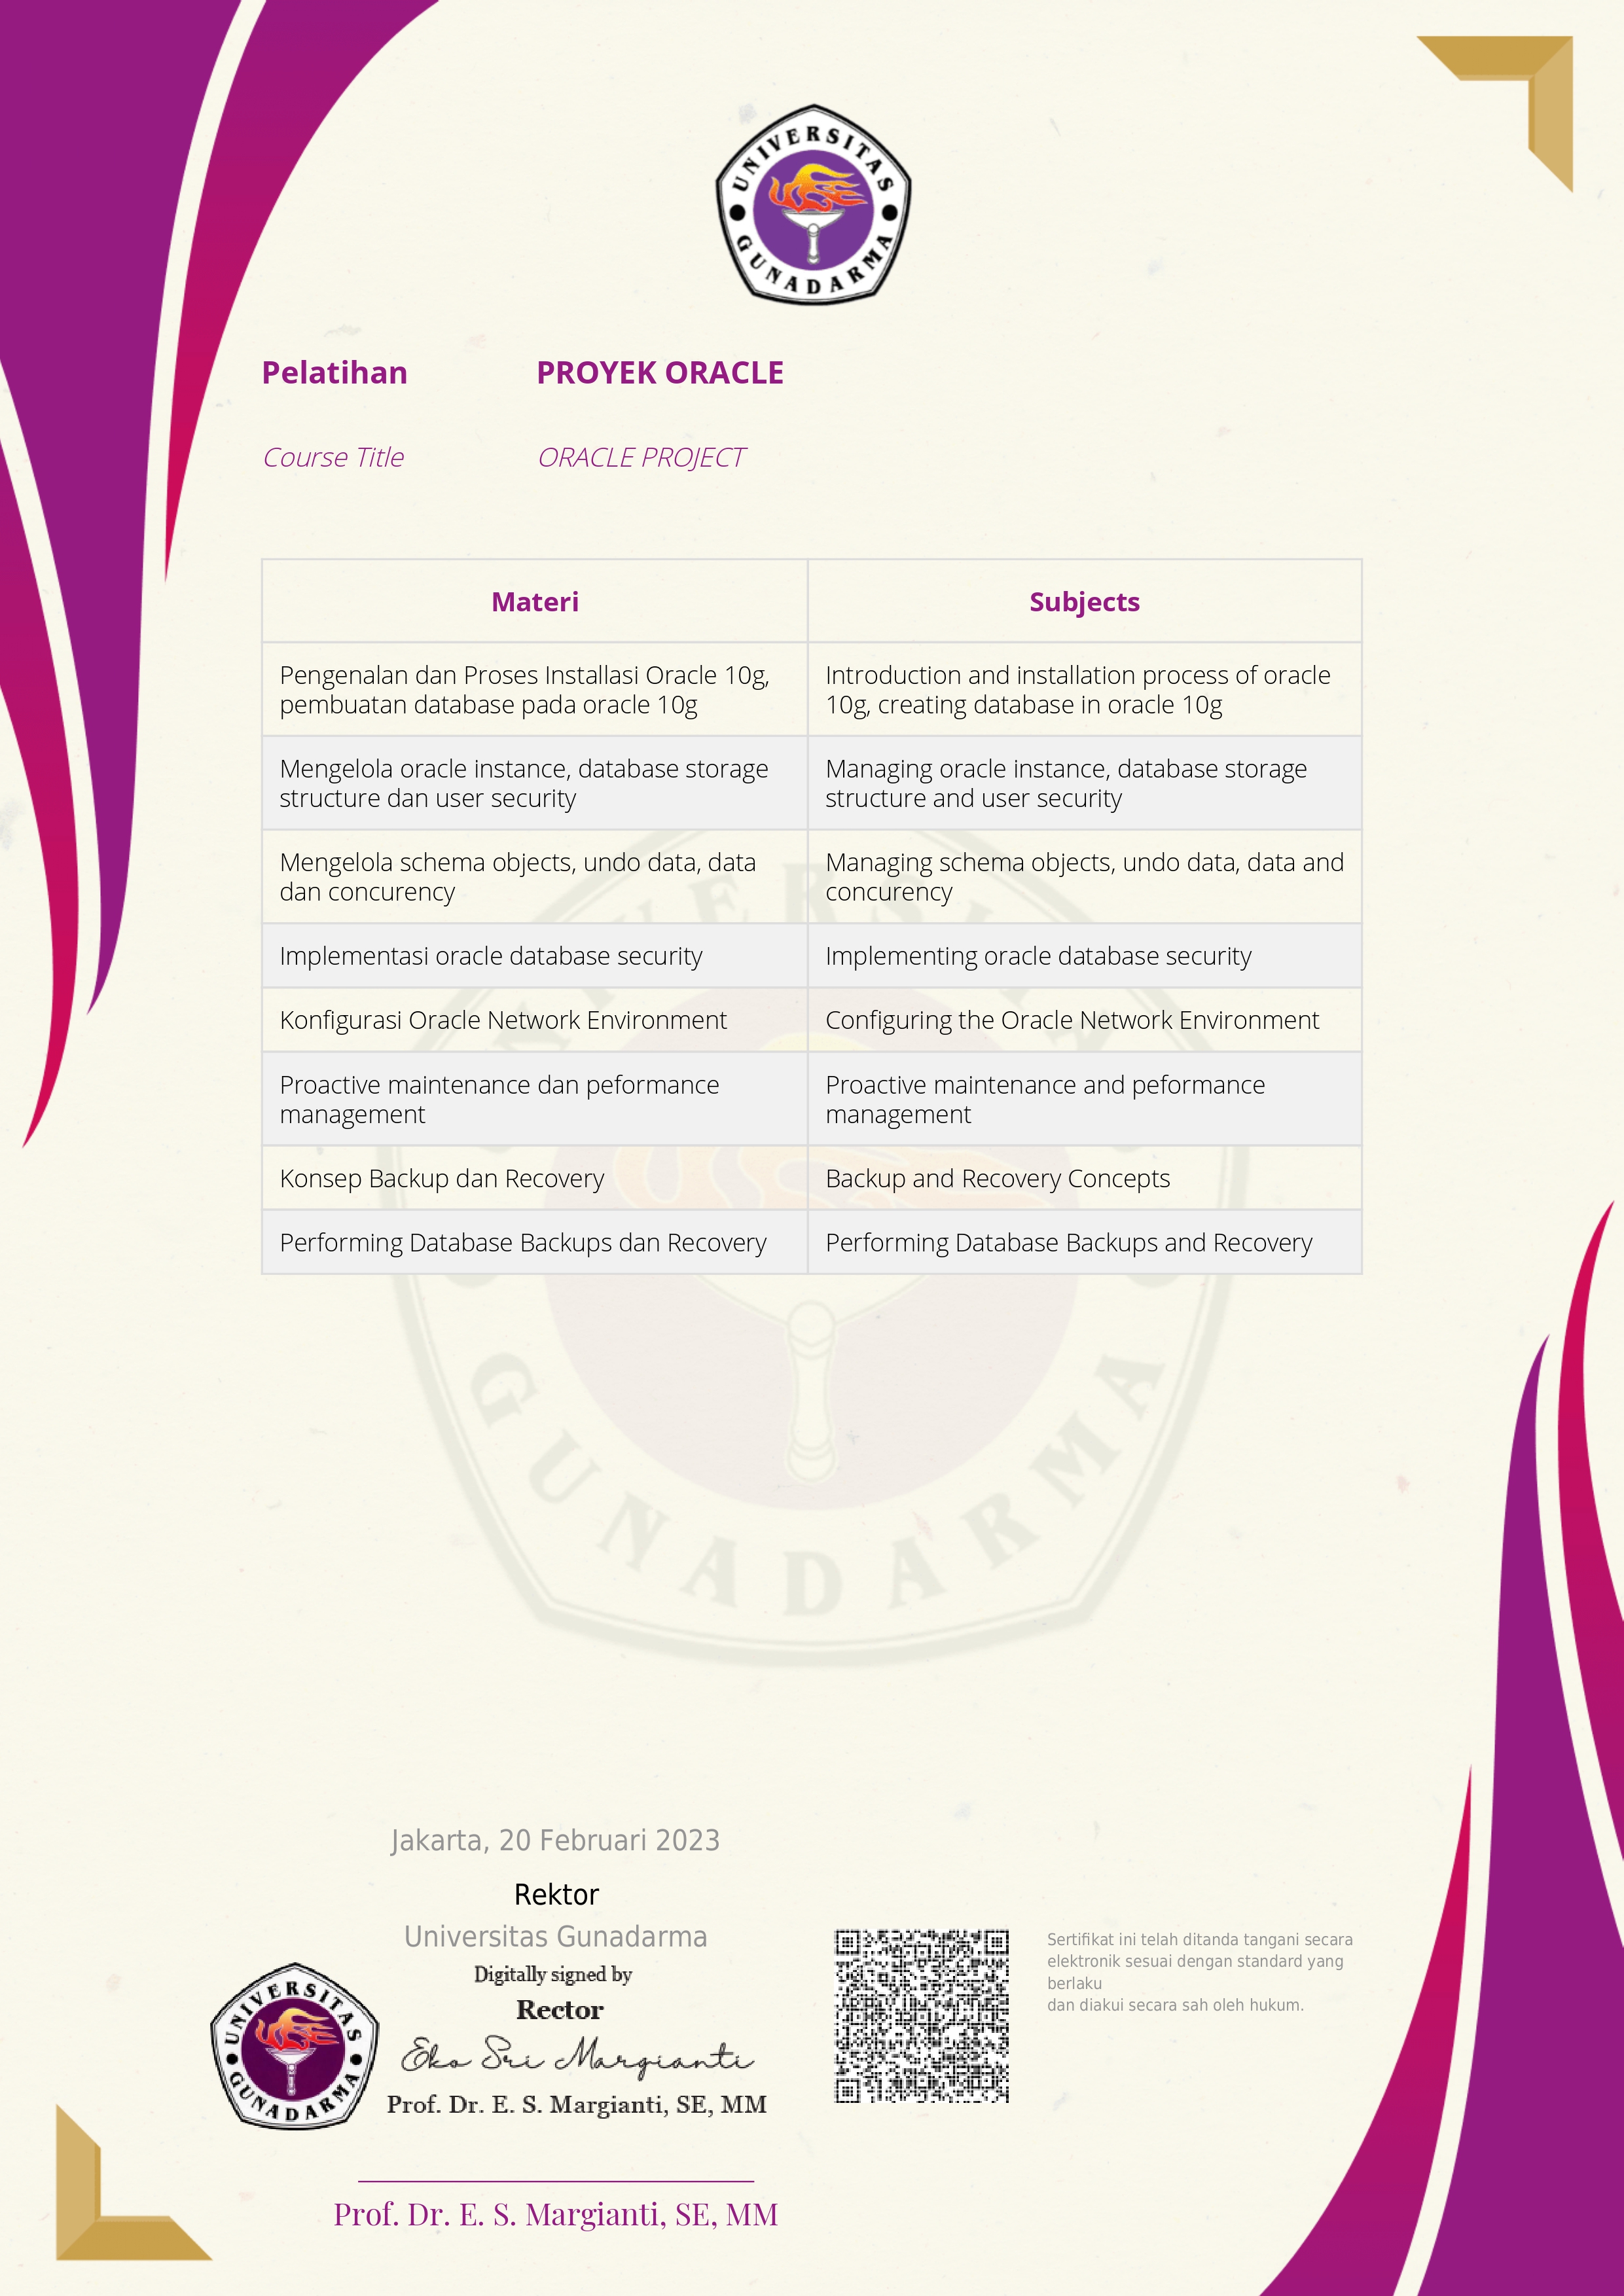 UNIVERSITAS
GUNADARMA
Pelatihan PROYEK ORACLE
Course Title ORACLE PROJECT
Materi Subjects
Pengenalan dan Proses Installasi Oracle 10g,
pembuatan database pada oracle 10g
Introduction and installation process of oracle
10g, creating database in oracle 10g
Mengelola oracle instance, database storage
structure dan user security
Managing oracle instance, database storage
structure and user security
Mengelola schema objects, undo data, data
dan concurency
Managing schema objects, undo data, data and
concurency
Implementasi oracle database security
Implementing oracle database security
Konfigurasi Oracle Network Environment
Configuring the Oracle Network Environment
Proactive maintenance dan peformance
management
Proactive maintenance and peformance
management
Konsep Backup dan Recovery
Backup and Recovery Concepts
Performing Database Backups dan Recovery
Performing Database Backups and Recovery
UNIVERSITAS
GUNADARMA
Jakarta, 20 Februari 2023
Rektor
Universitas Gunadarma
Digitally signed by
Rector
Eko Sri Margianti
Prof. Dr. E. S. Margianti, SE, MM
UNIVERSITAS
GUNADARMA
Prof. Dr. E. S. Margianti, SE, MM
Sertifikat ini telah ditanda tangani secara
elektronik sesuai dengan standard yang
berlaku
dan diakui secara sah oleh hukum.